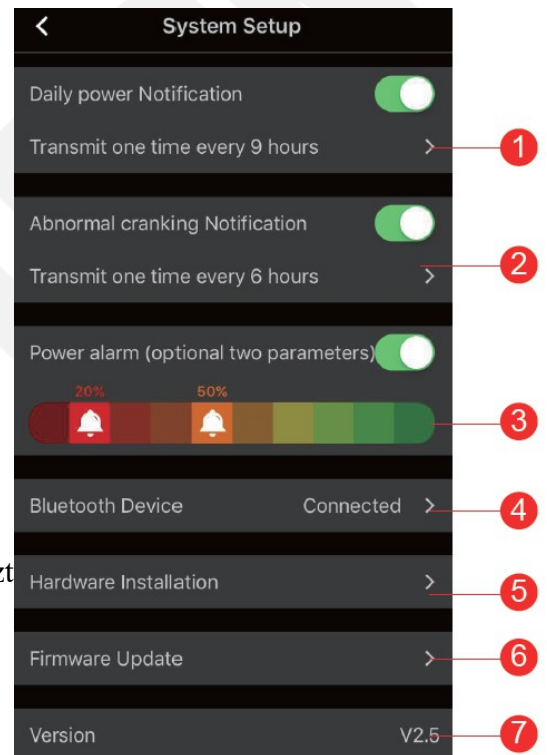 System Setup
Daily power Notification
Transmit one time every 9 hours
1
Abnormal cranking Notification
Transmit one time every 6 hours
2
Power alarm (optional two parameters)
20% 50%
3
Bluetooth Device Connected
4
zt
Hardware Installation
5
Firmware Update
6
Version V2.5
7